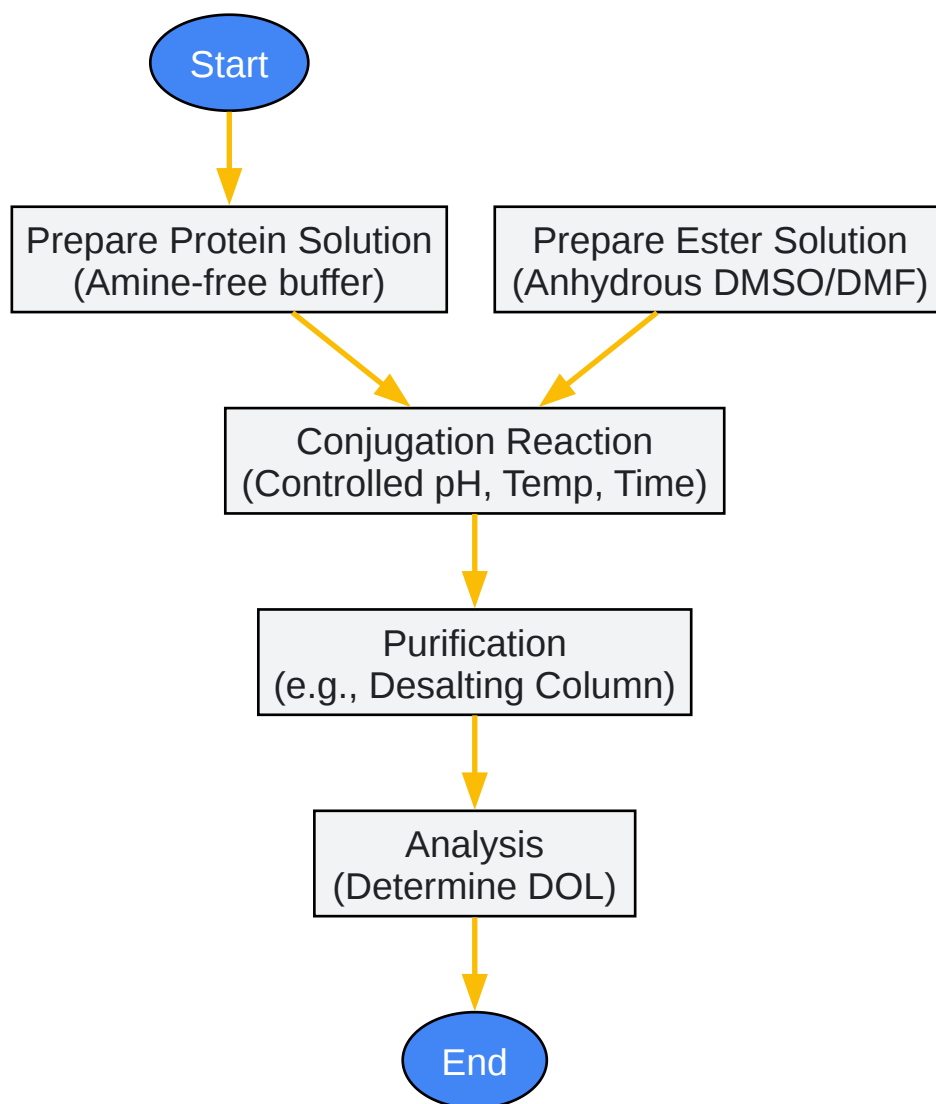 Start
Prepare Protein Solution
(Amine-free buffer)
Prepare Ester Solution
(Anhydrous DMSO/DMF)
Conjugation Reaction
(Controlled pH, Temp, Time)
Purification
(e.g., Desalting Column)
Analysis
(Determine DOL)
End